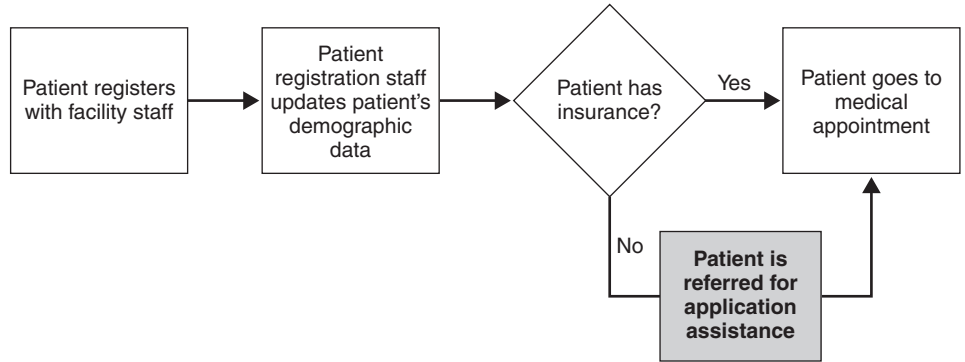 Patient registers
with facility staff
Patient
registration staff
updates patient’s
demographic
data
Patient has
insurance?
Yes
Patient goes to
medical
appointment
No
Patient is
referred for
application
assistance